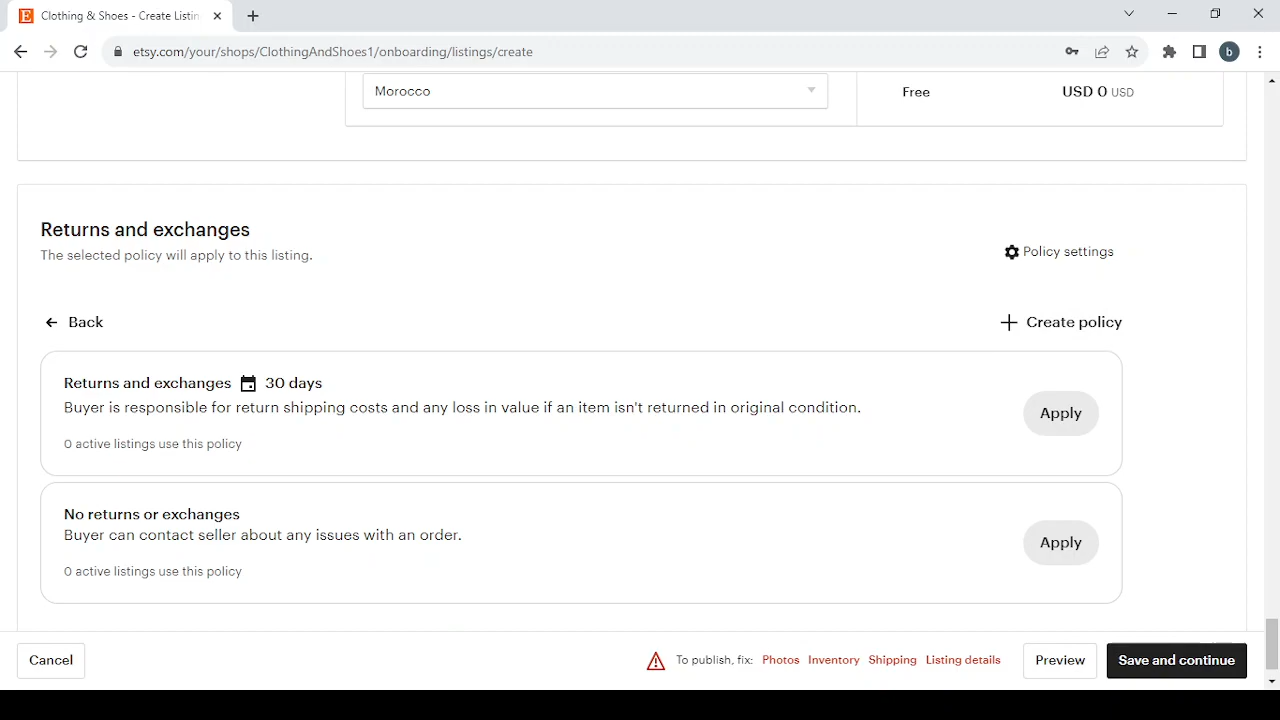 Clothing & Shoes - Create Listin
etsy.com/your/shops/ClothingAndShoes1/onboarding/listings/create
b
Morocco
Free
USD 0 USD
Returns and exchanges
The selected policy will apply to this listing.
Policy settings
Back
Create policy
Returns and exchanges 30 days
Buyer is responsible for return shipping costs and any loss in value if an item isn't returned in original condition.
0 active listings use this policy
Apply
No returns or exchanges
Buyer can contact seller about any issues with an order.
0 active listings use this policy
Apply
Cancel
To publish, fix: Photos Inventory Shipping Listing details
Preview
Save and continue